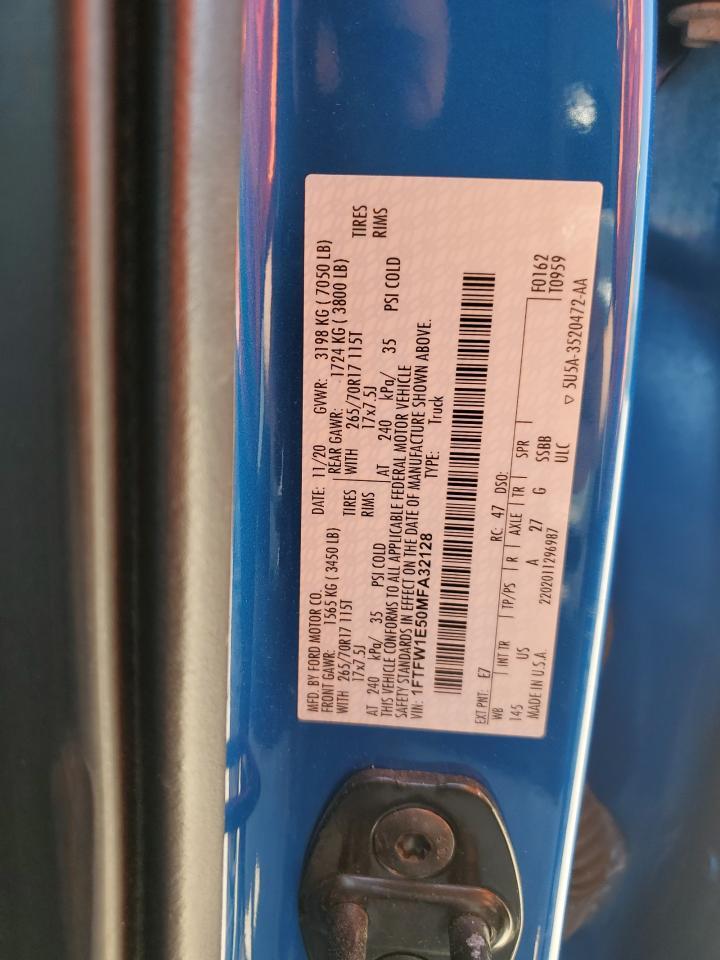 MFD. BY FORD MOTOR CO.
DATE: 11/20 GVWR: 3198 KG ( 7050 LB)
FRONT GAWR: 1565 KG ( 3450 LB)
REAR GAWR: 1724 KG ( 3800 LB)
WITH 265/70R17 115T TIRES
WITH 265/70R17 115T TIRES
17x7.5J RIMS
17x7.5J RIMS
AT 240 kPa/ 35 PSI COLD
AT 240 kPa/ 35 PSI COLD
THIS VEHICLE CONFORMS TO ALL APPLICABLE FEDERAL MOTOR VEHICLE
SAFETY STANDARDS IN EFFECT ON THE DATE OF MANUFACTURE SHOWN ABOVE.
VIN: 1FTFW1E50MFA32128 TYPE: Truck
EXT PNT: E7 RC: 47 DSO: F0162
T0959
WB INT TR TP/PS R AXLE TR SPR
145 US A 27 G SSBB
MADE IN U.S.A. 2202011296987 ULC
▽ 5U5A-3520472-AA